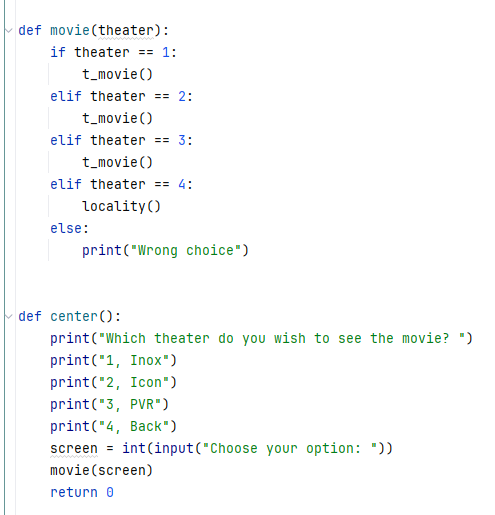 def movie(theater):
    if theater == 1:
        t_movie()
    elif theater == 2:
        t_movie()
    elif theater == 3:
        t_movie()
    elif theater == 4:
        locality()
    else:
        print("Wrong choice")
def center():
    print("Which theater do you wish to see the movie? ")
    print("1, Inox")
    print("2, Icon")
    print("3, PVR")
    print("4, Back")
    screen = int(input("Choose your option: "))
    movie(screen)
    return 0